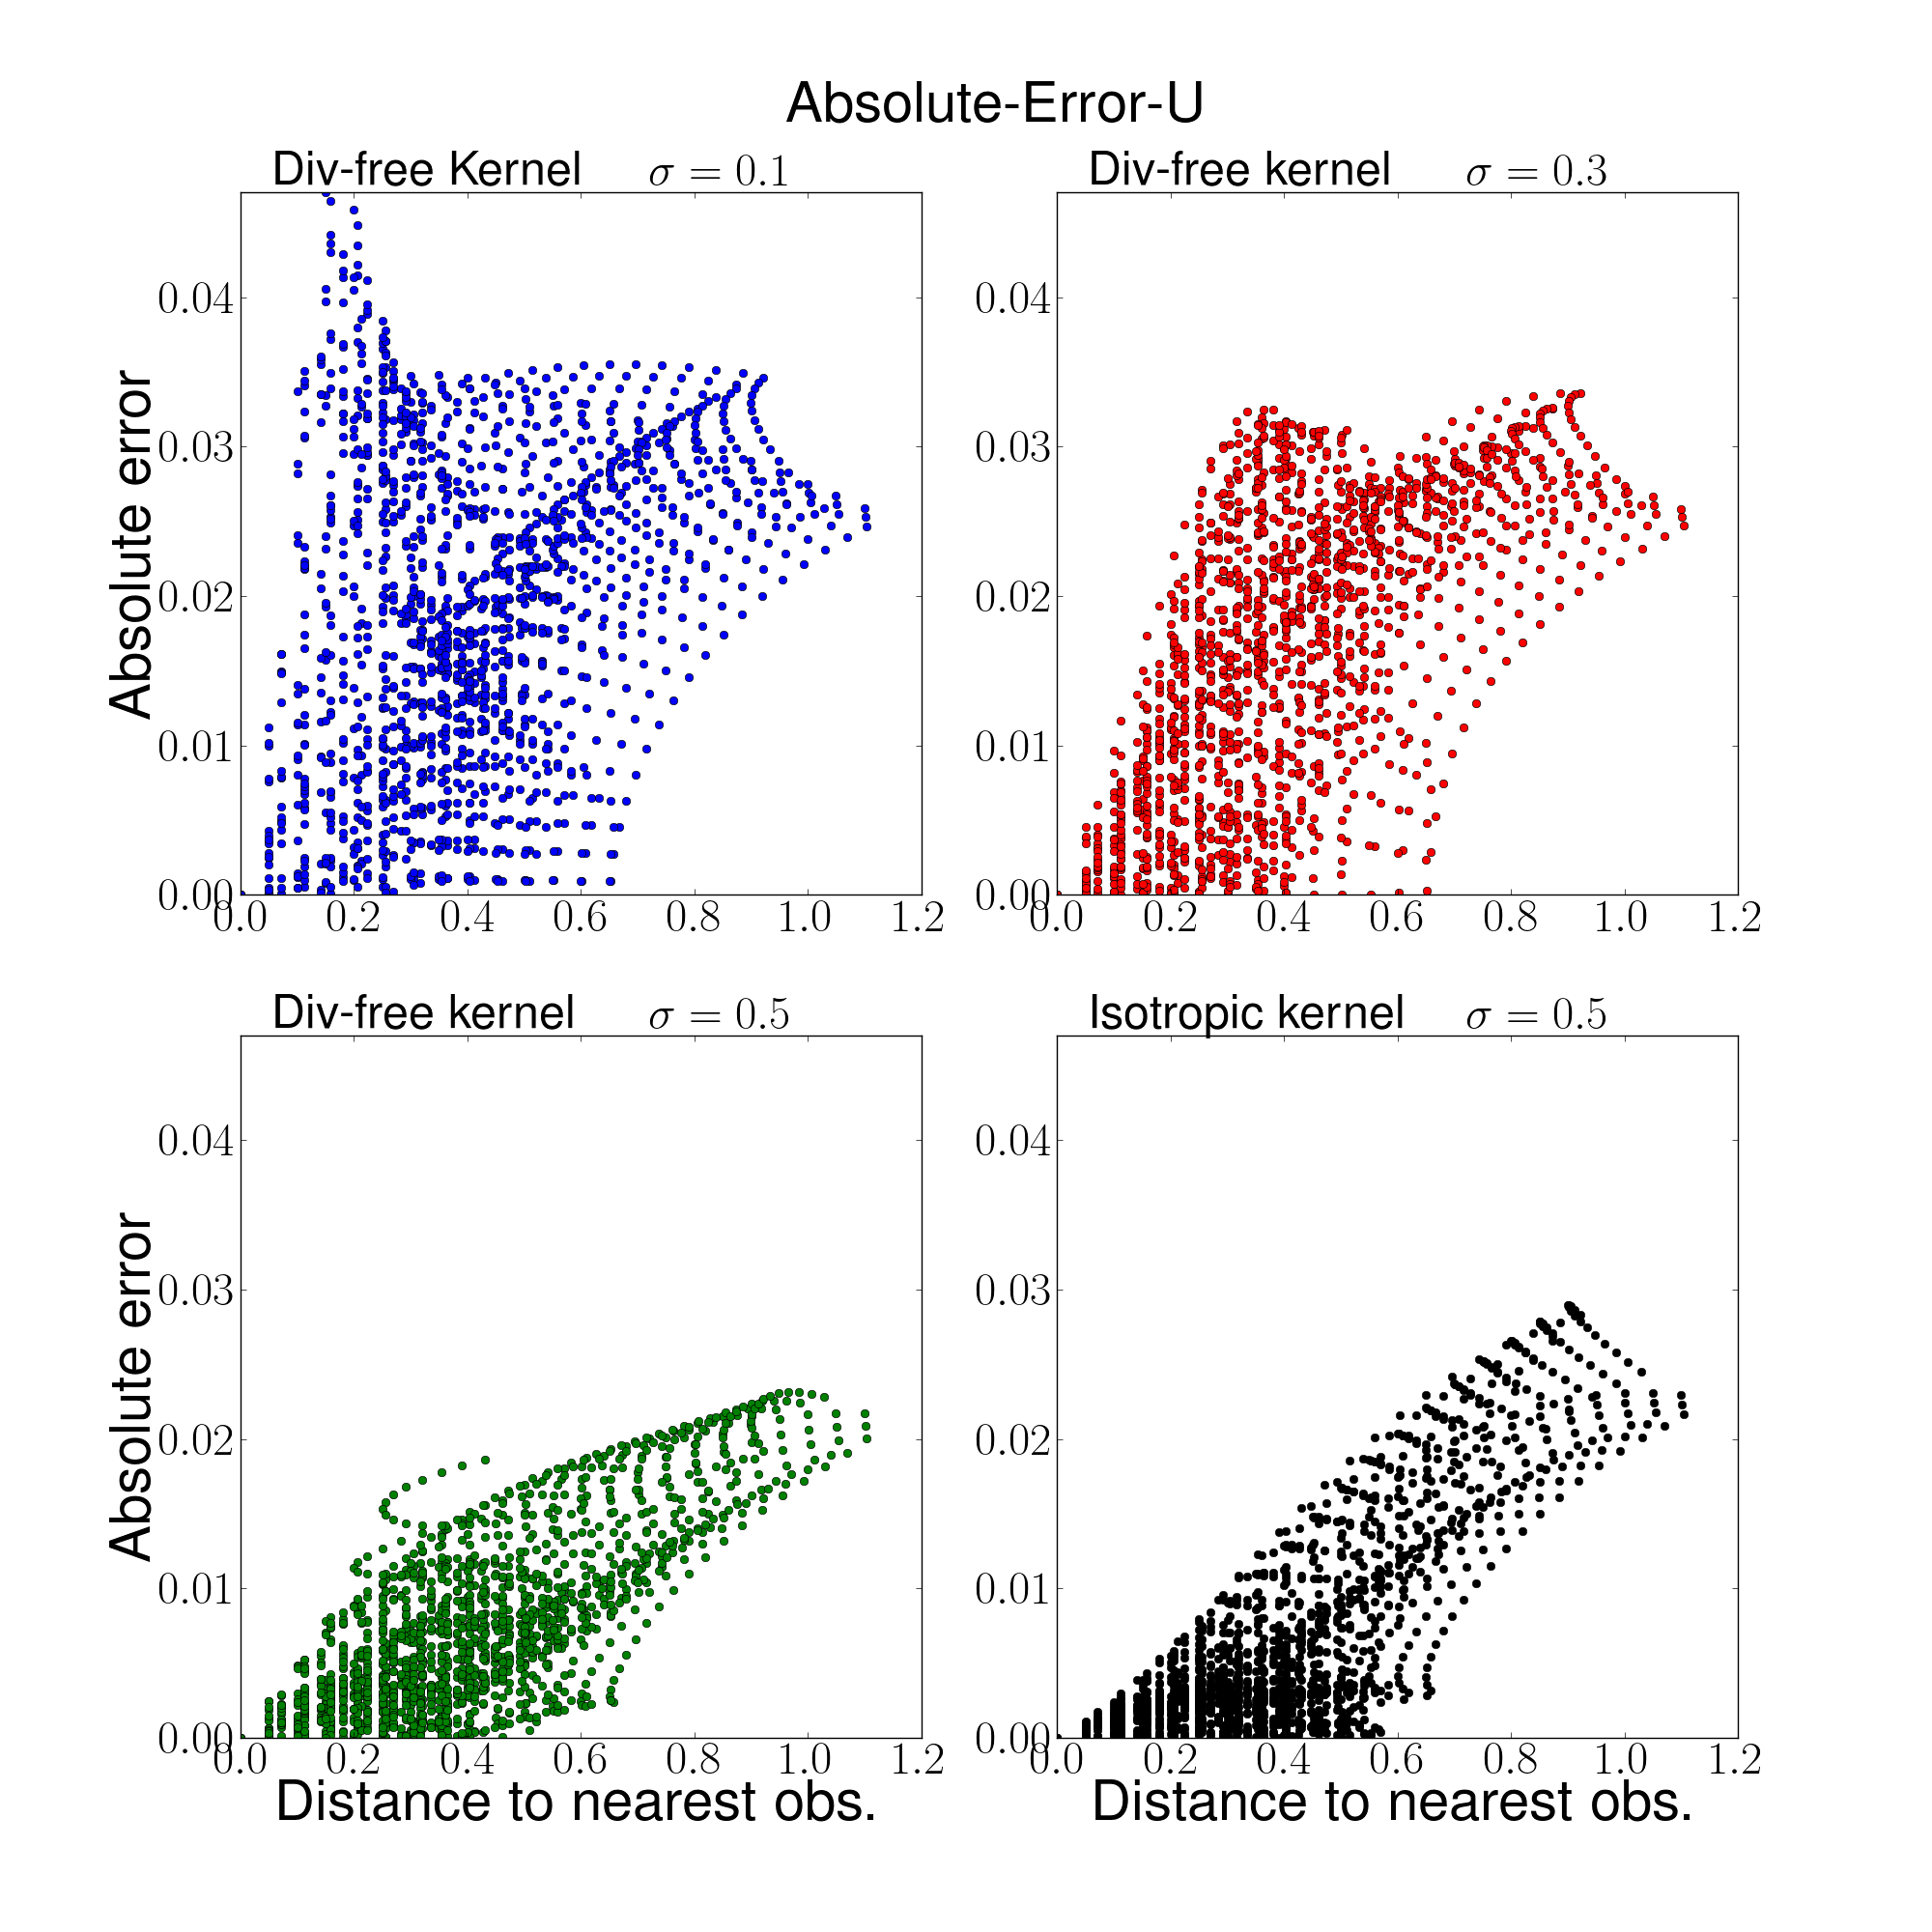 Absolute-Error-U
Div-free Kernel σ = 0.1
Absolute error
0.04
0.03
0.02
0.01
0.00
0.0 0.2 0.4 0.6 0.8 1.0 1.2
Div-free kernel σ = 0.3
0.04
0.03
0.02
0.01
0.00
0.0 0.2 0.4 0.6 0.8 1.0 1.2
Div-free kernel σ = 0.5
Absolute error
0.04
0.03
0.02
0.01
0.00
0.0 0.2 0.4 0.6 0.8 1.0 1.2
Distance to nearest obs.
Isotropic kernel σ = 0.5
0.04
0.03
0.02
0.01
0.00
0.0 0.2 0.4 0.6 0.8 1.0 1.2
Distance to nearest obs.